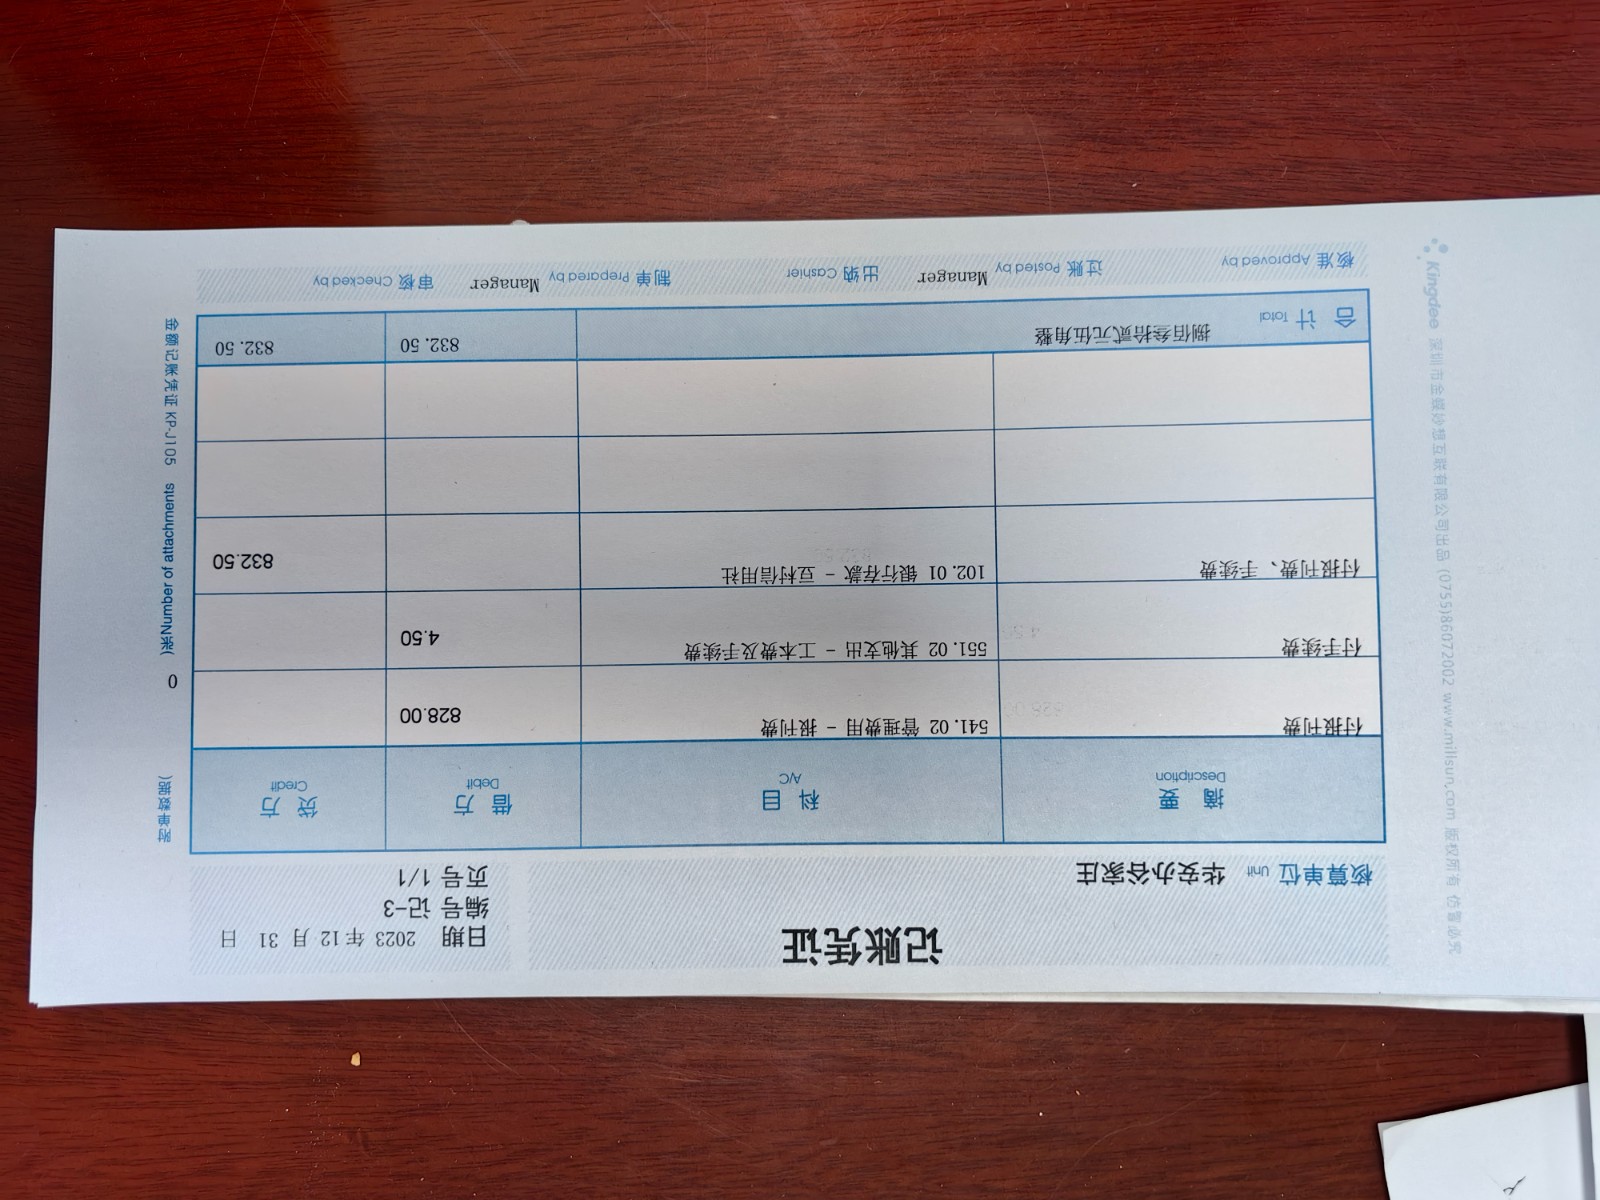 记账凭证
日期 2023 年 12 月 31 日
编号 记-3
页号 1/1
核算单位 Unit 华安办谷家庄
摘 要 Description 科 目 A/C 借 方 Debit 贷 方 Credit
付报刊费 541.02 管理费用 - 报刊费 828.00
付手续费 551.02 其他支出 - 工本费及手续费 4.50
付报刊费、手续费 102.01 银行存款 - 豆村信用社 832.50
合 计 Total 捌佰叁拾贰元伍角整 832.50 832.50
核准 Approved by 过账 Posted by Manager 出纳 Cashier 制单 Prepared by Manager 审核 Checked by
Kingdee 深圳市金蝶妙想互联有限公司出品 (0755)86072002 www.millsun.com 版权所有 仿冒必究
金额记账凭证 KP-J105 Number of attachments (附单数据 0 张)